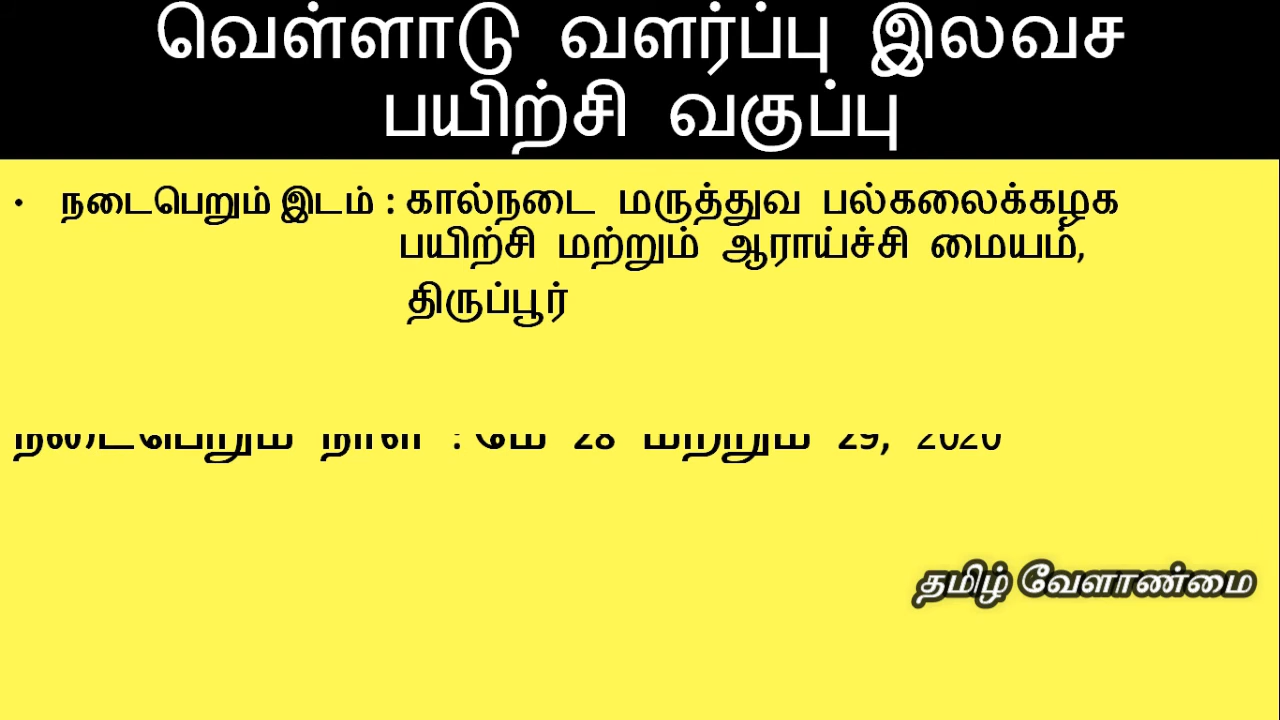 வெள்ளாடு வளர்ப்பு இலவச
பயிற்சி வகுப்பு
• நடைபெறும் இடம் : கால்நடை மருத்துவ பல்கலைக்கழக
பயிற்சி மற்றும் ஆராய்ச்சி மையம்,
திருப்பூர்
நடைபெறும் நாள் : மே 28 மற்றும் 29, 2020
தமிழ் வேளாண்மை